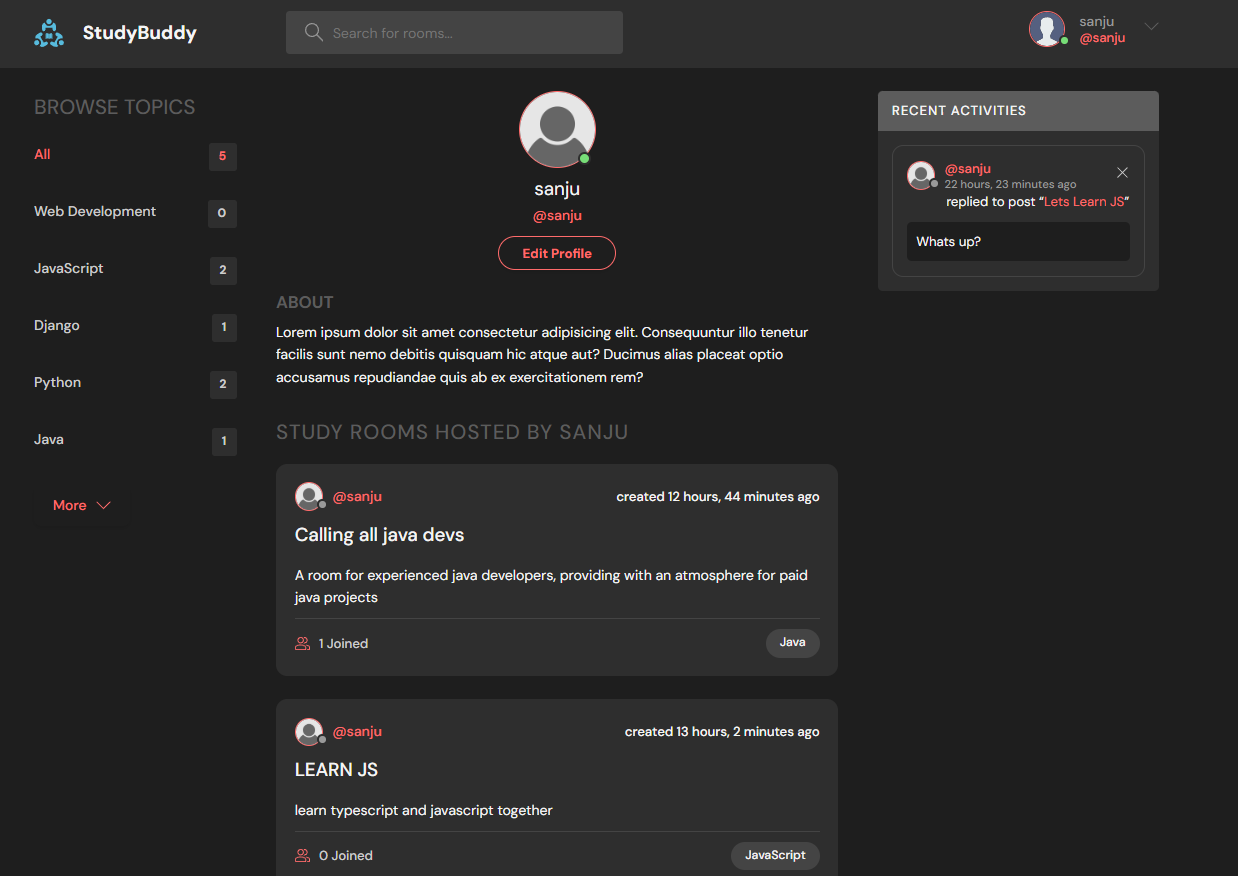 StudyBuddy
Search for rooms...
sanju
@sanju
BROWSE TOPICS
All 5
Web Development 0
JavaScript 2
Django 1
Python 2
Java 1
More
sanju
@sanju
Edit Profile
ABOUT
Lorem ipsum dolor sit amet consectetur adipisicing elit. Consequuntur illo tenetur
facilis sunt nemo debitis quisquam hic atque aut? Ducimus alias placeat optio
accusamus repudiandae quis ab ex exercitationem rem?
STUDY ROOMS HOSTED BY SANJU
@sanju created 12 hours, 44 minutes ago
Calling all java devs
A room for experienced java developers, providing with an atmosphere for paid
java projects
1 Joined Java
@sanju created 13 hours, 2 minutes ago
LEARN JS
learn typescript and javascript together
0 Joined JavaScript
RECENT ACTIVITIES
@sanju
22 hours, 23 minutes ago
replied to post “Lets Learn JS”
Whats up?